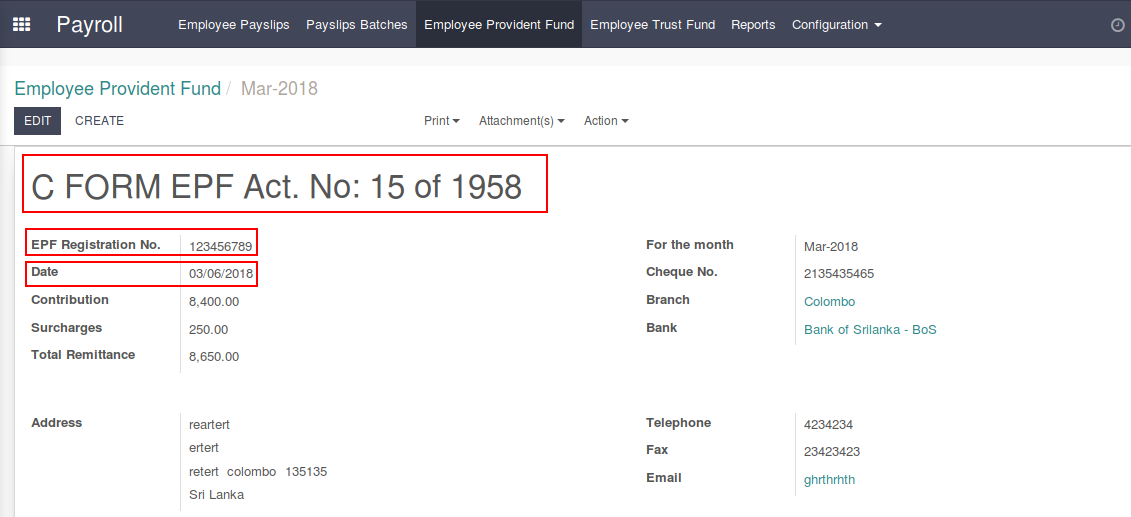 Payroll Employee Payslips Payslips Batches Employee Provident Fund Employee Trust Fund Reports Configuration
Employee Provident Fund / Mar-2018
EDIT CREATE Print Attachment(s) Action
C FORM EPF Act. No: 15 of 1958
EPF Registration No. 123456789 For the month Mar-2018
Date 03/06/2018 Cheque No. 2135435465
Contribution 8,400.00 Branch Colombo
Surcharges 250.00 Bank Bank of Srilanka - BoS
Total Remittance 8,650.00
Address reartert Telephone 4234234
ertert Fax 23423423
retert colombo 135135 Email ghrthrhth
Sri Lanka